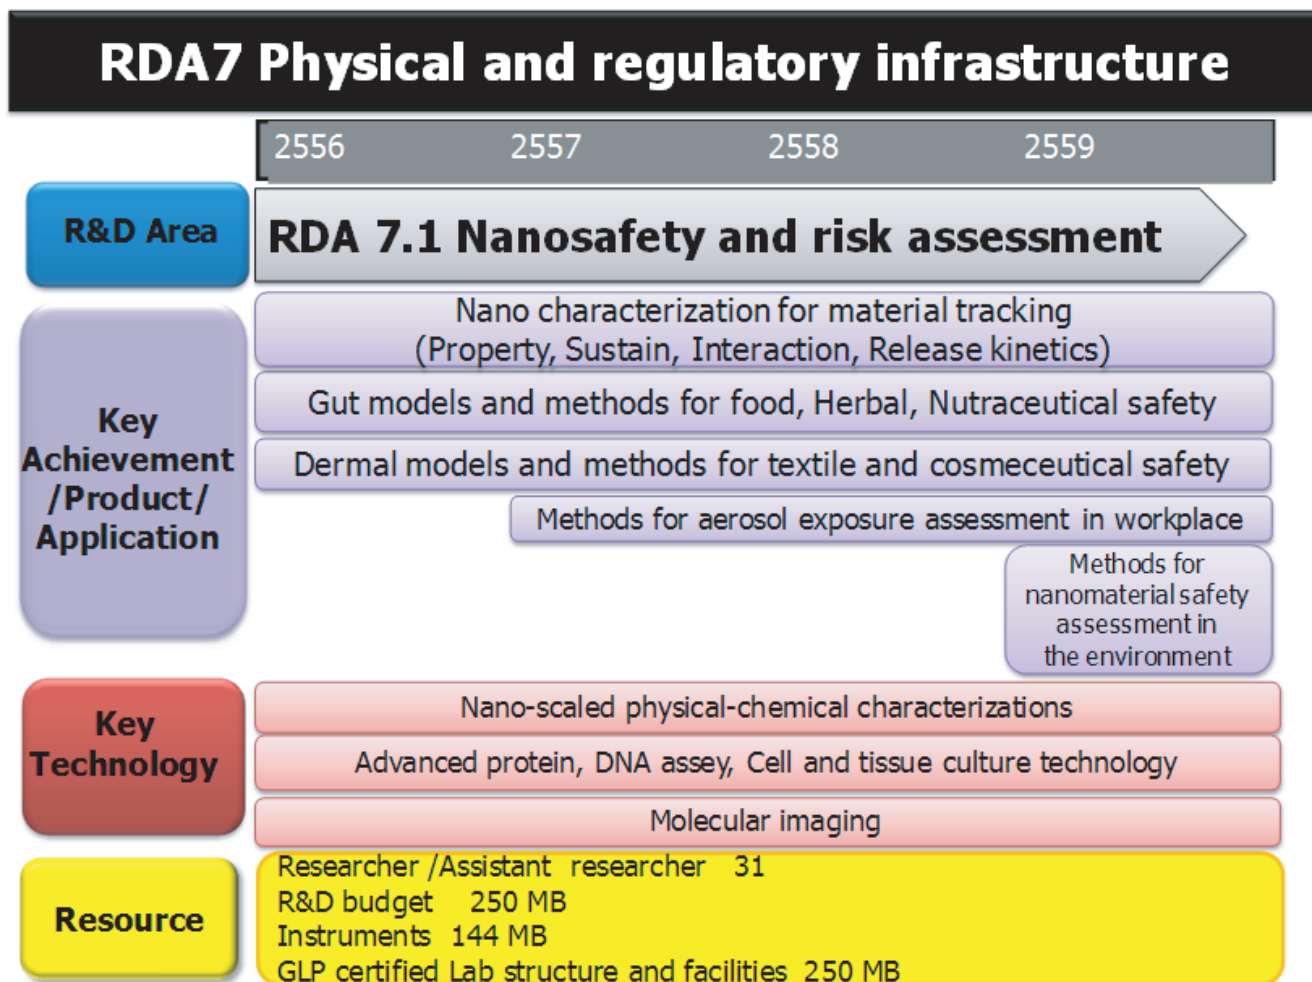 RDA7 Physical and regulatory infrastructure
2556 2557 2558 2559
R&D Area
RDA 7.1 Nanosafety and risk assessment
Key
Achievement
/Product/
Application
Nano characterization for material tracking
(Property, Sustain, Interaction, Release kinetics)
Gut models and methods for food, Herbal, Nutraceutical safety
Dermal models and methods for textile and cosmeceutical safety
Methods for aerosol exposure assessment in workplace
Methods for
nanomaterial safety
assessment in
the environment
Key
Technology
Nano-scaled physical-chemical characterizations
Advanced protein, DNA assey, Cell and tissue culture technology
Molecular imaging
Resource
Researcher /Assistant researcher 31
R&D budget 250 MB
Instruments 144 MB
GLP certified Lab structure and facilities 250 MB